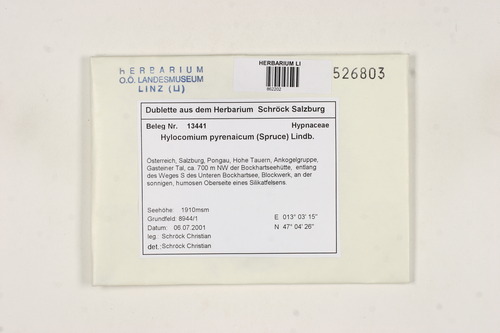 HERBARIUM
O.Ö. LANDESMUSEUM
LINZ (LI)
HERBARIUM LI
862202
526803
Dublette aus dem Herbarium Schröck Salzburg
Beleg Nr. 13441 Hypnaceae
Hylocomium pyrenaicum (Spruce) Lindb.
Österreich, Salzburg, Pongau, Hohe Tauern, Ankogelgruppe,
Gasteiner Tal, ca. 700 m NW der Bockhartseehütte, entlang
des Weges S des Unteren Bockhartsee, Blockwerk, an der
sonnigen, humosen Oberseite eines Silikatfelsens.
Seehöhe: 1910msm
Grundfeld: 8944/1 E 013° 03' 15"
Datum: 06.07.2001 N 47° 04' 26"
leg.: Schröck Christian
det.: Schröck Christian